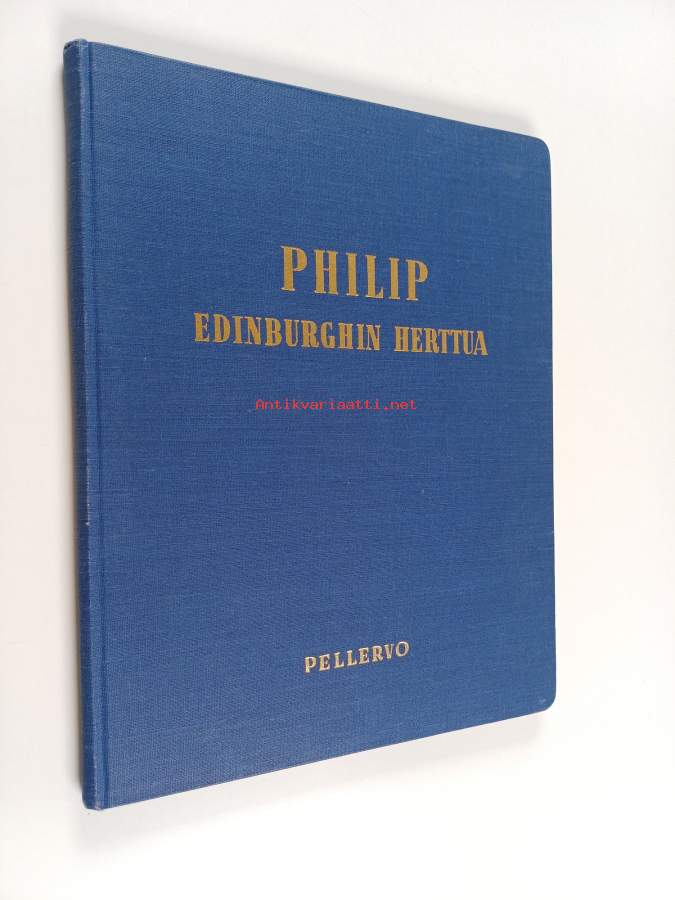 PHILIP
EDINBURGHIN HERTTUA
Antikvariaatti.net
PELLERVO